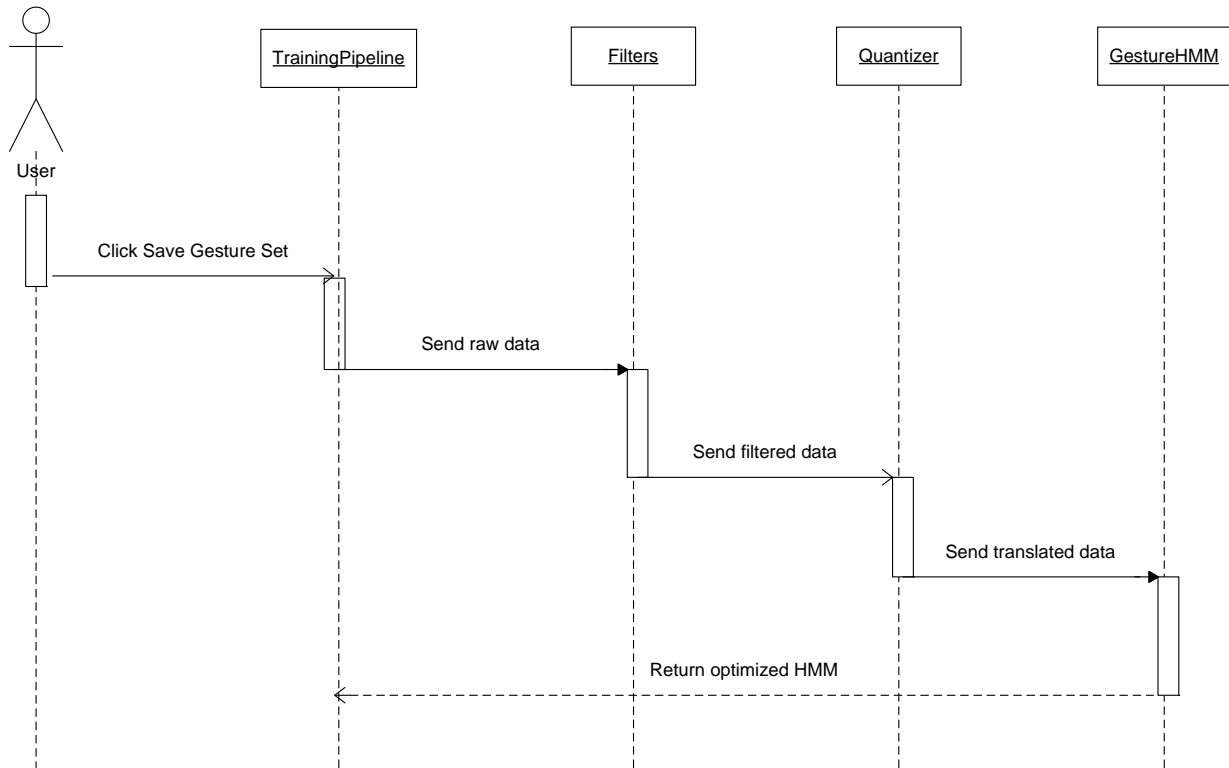 TrainingPipeline
Filters
Quantizer
GestureHMM
User
Click Save Gesture Set
Send raw data
Send filtered data
Send translated data
Return optimized HMM